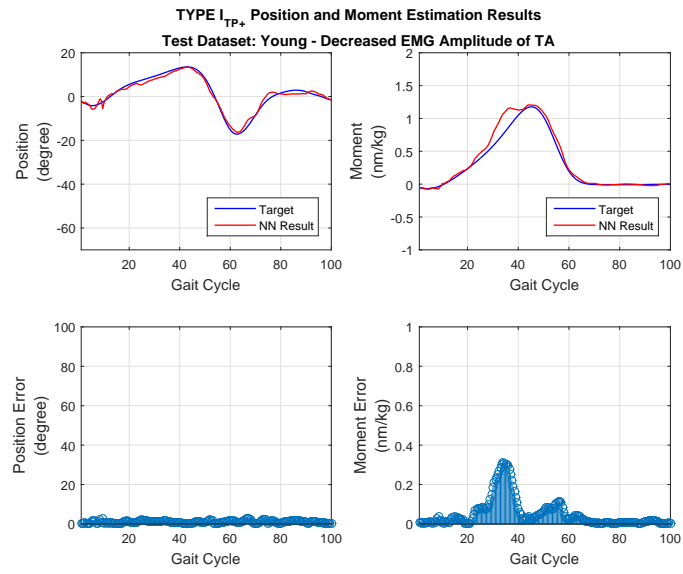 TYPE I_TP+ Position and Moment Estimation Results
Test Dataset: Young - Decreased EMG Amplitude of TA
20
0
-20
-40
-60
Position
(degree)
Target
NN Result
20 40 60 80 100
Gait Cycle
2
1.5
1
0.5
0
-0.5
-1
Moment
(nm/kg)
Target
NN Result
20 40 60 80 100
Gait Cycle
100
80
60
40
20
0
Position Error
(degree)
20 40 60 80 100
Gait Cycle
1
0.8
0.6
0.4
0.2
0
Moment Error
(nm/kg)
20 40 60 80 100
Gait Cycle